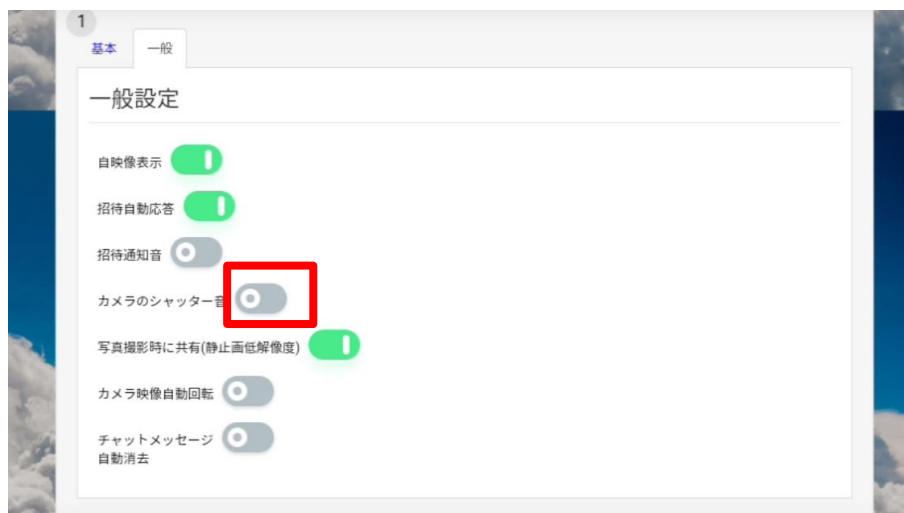 1
基本 一般
一般設定
自映像表示
招待自動応答
招待通知音
カメラのシャッター音
写真撮影時に共有(静止画低解像度)
カメラ映像自動回転
チャットメッセージ
自動消去